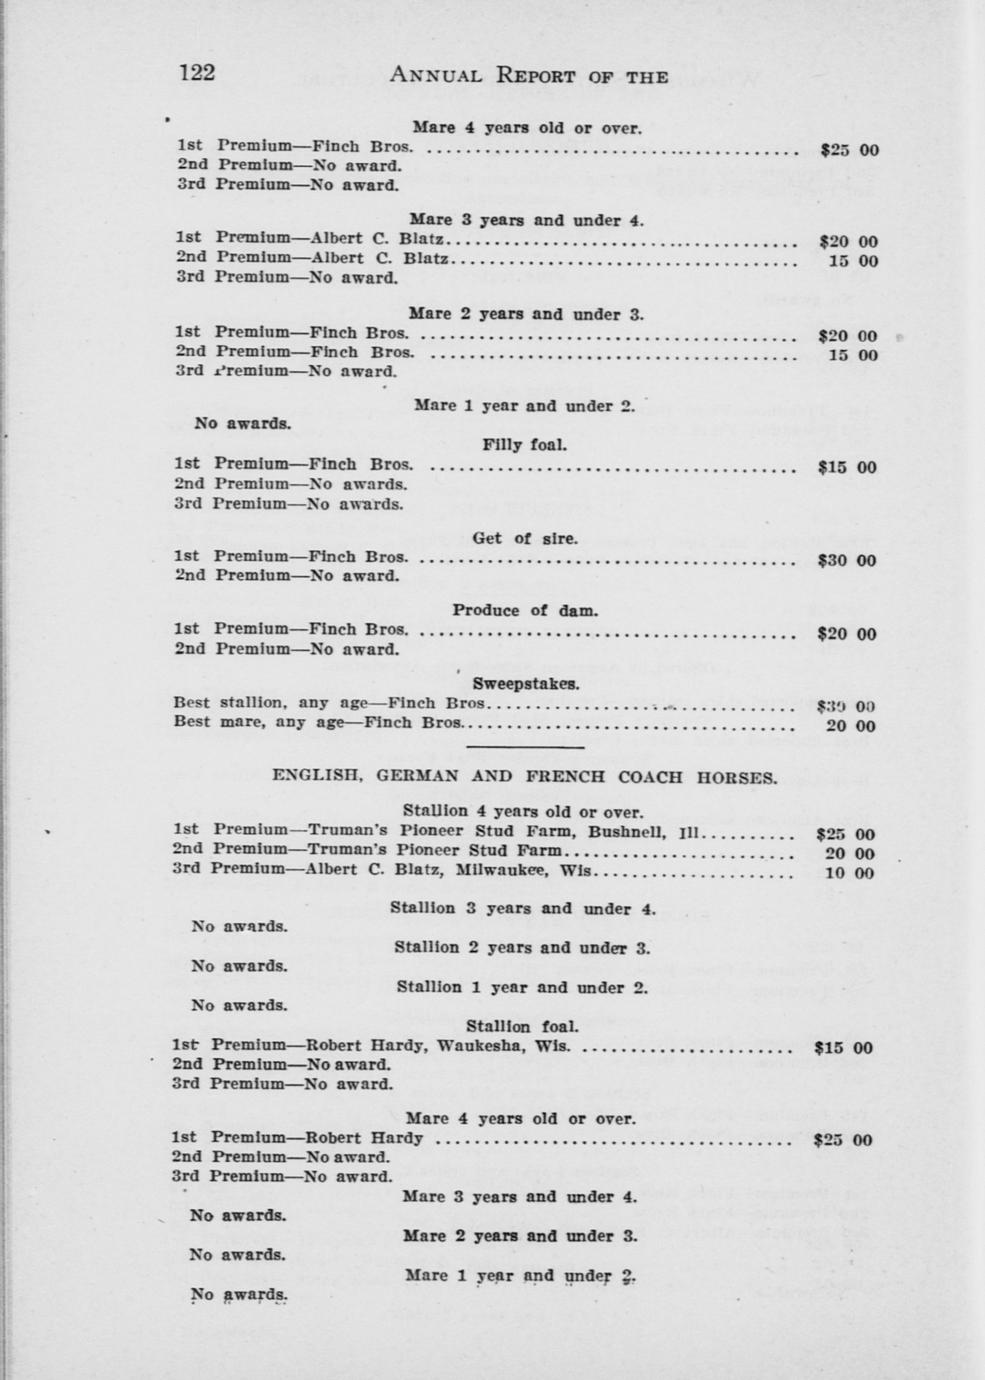 122 ANNUAL REPORT OF THE
Mare 4 years old or over.
1st Premium—Finch Bros. ........................................ $25 00
2nd Premium—No award.
3rd Premium—No award.
Mare 3 years and under 4.
1st Premium—Albert C. Blatz..................................... $20 00
2nd Premium—Albert C. Blatz.................................... 15 00
3rd Premium—No award.
Mare 2 years and under 3.
1st Premium—Finch Bros. ....................................... $20 00
2nd Premium—Finch Bros. ...................................... 15 00
3rd Premium—No award.
Mare 1 year and under 2.
No awards.
Filly foal.
1st Premium—Finch Bros. ...................................... $15 00
2nd Premium—No awards.
3rd Premium—No awards.
Get of sire.
1st Premium—Finch Bros. ....................................... $30 00
2nd Premium—No award.
Produce of dam.
1st Premium—Finch Bros. ....................................... $20 00
2nd Premium—No award.
Sweepstakes.
Best stallion, any age—Finch Bros................................ $30 00
Best mare, any age—Finch Bros................................... 20 00
ENGLISH, GERMAN AND FRENCH COACH HORSES.
Stallion 4 years old or over.
1st Premium—Truman's Pioneer Stud Farm, Bushnell, Ill.......... $25 00
2nd Premium—Truman's Pioneer Stud Farm........................ 20 00
3rd Premium—Albert C. Blatz, Milwaukee, Wis..................... 10 00
Stallion 3 years and under 4.
No awards.
Stallion 2 years and under 3.
No awards.
Stallion 1 year and under 2.
No awards.
Stallion foal.
1st Premium—Robert Hardy, Waukesha, Wis. ...................... $15 00
2nd Premium—No award.
3rd Premium—No award.
Mare 4 years old or over.
1st Premium—Robert Hardy ..................................... $25 00
2nd Premium—No award.
3rd Premium—No award.
Mare 3 years and under 4.
No awards.
Mare 2 years and under 3.
No awards.
Mare 1 year and under 2.
No awards.